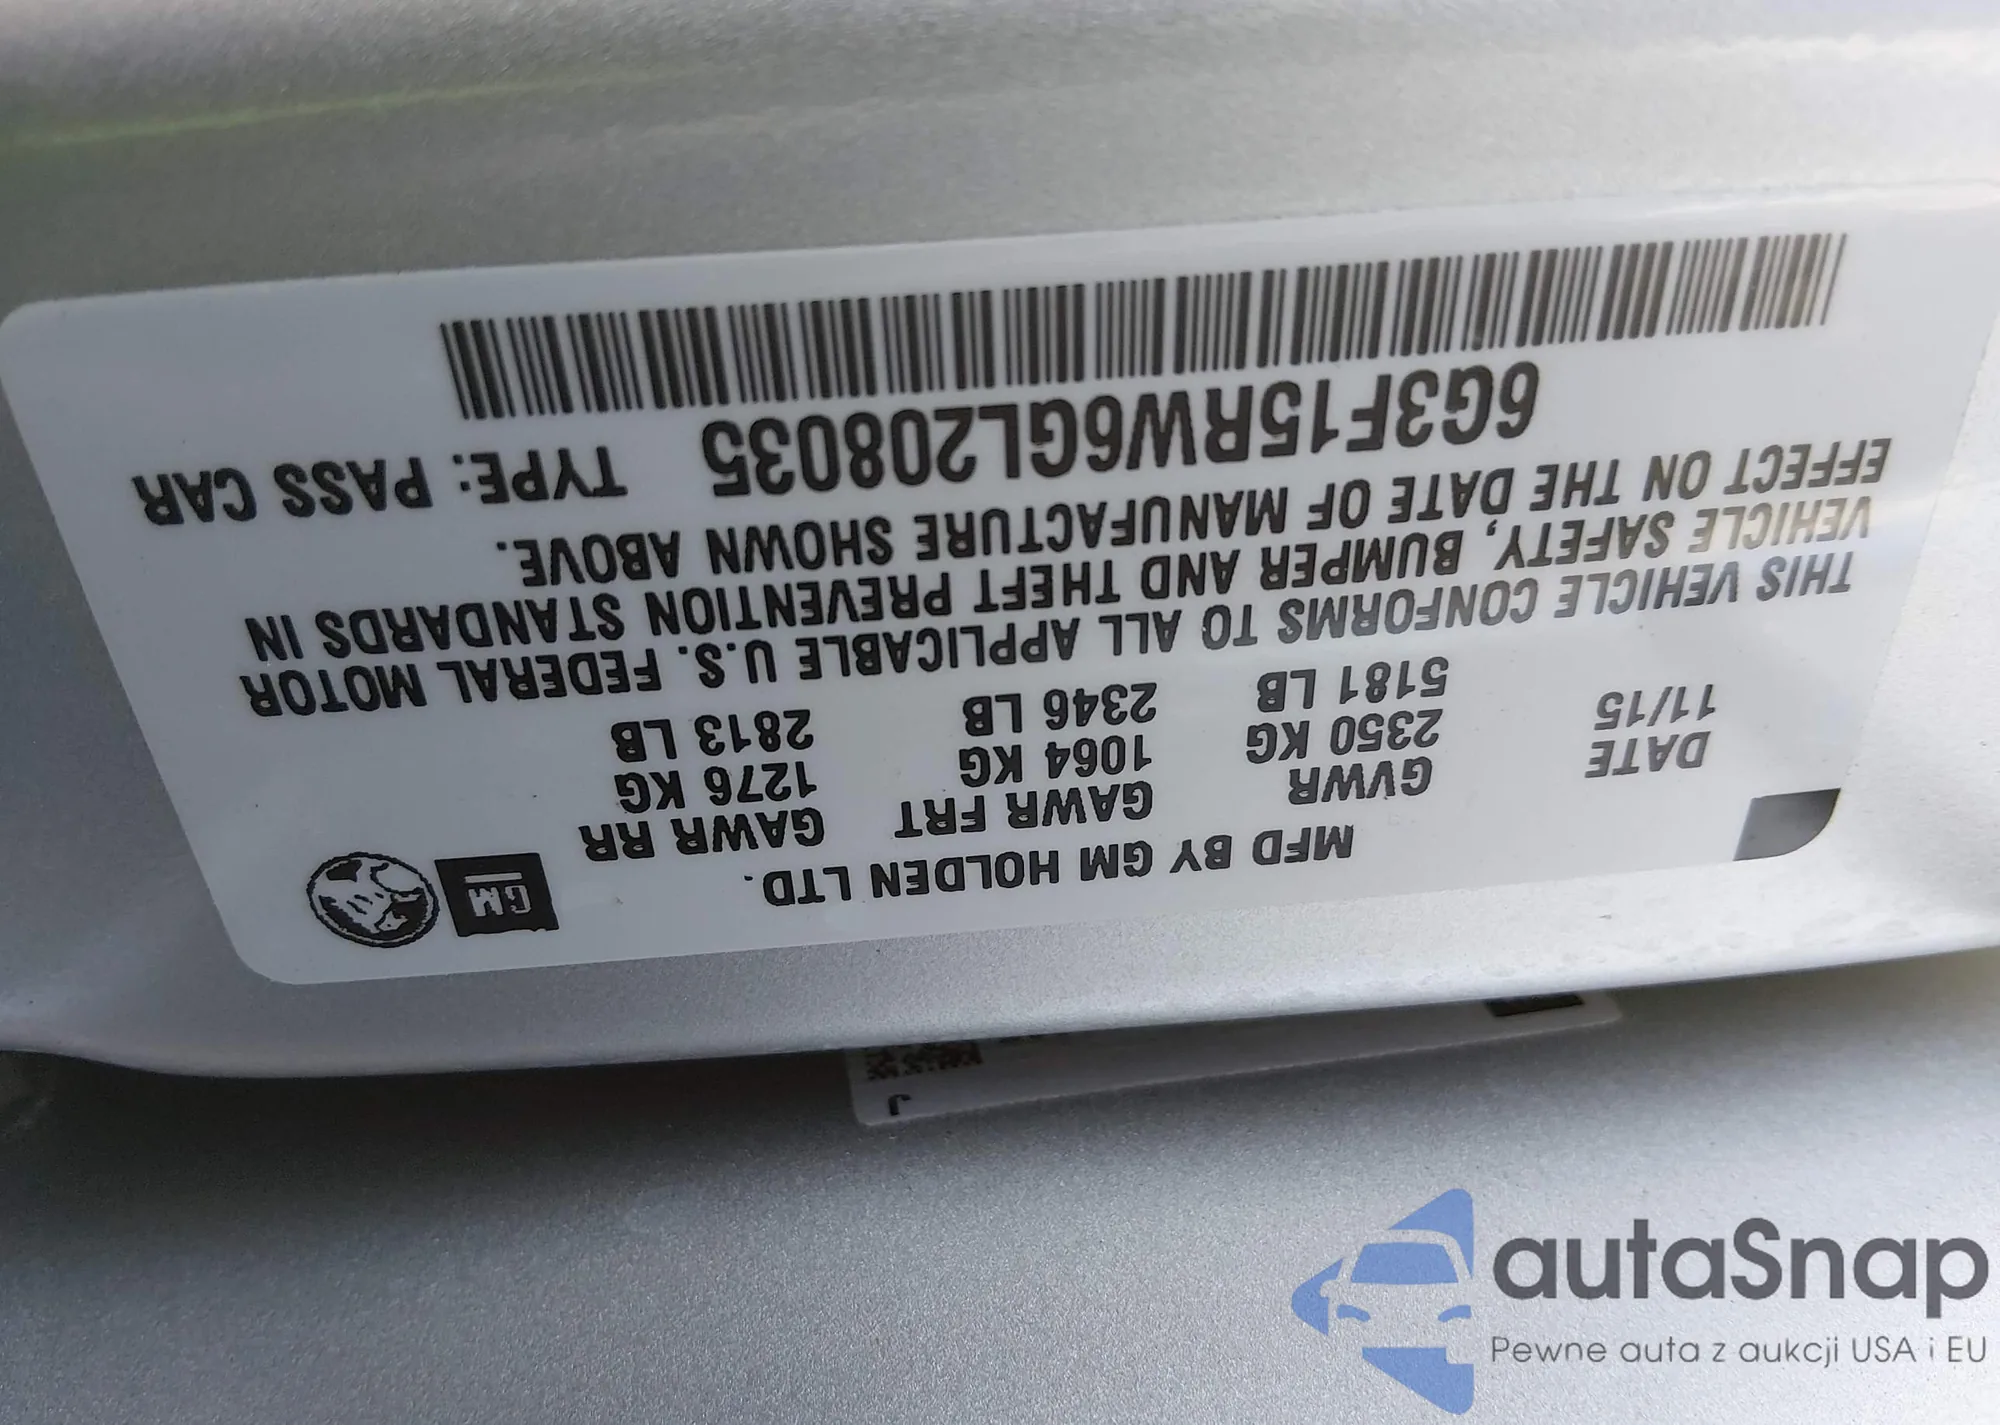 MFD BY GM HOLDEN LTD.
GM
DATE GVWR GAWR FRT GAWR RR
11/15 2350 KG 1064 KG 1276 KG
5181 LB 2346 LB 2813 LB
THIS VEHICLE CONFORMS TO ALL APPLICABLE U.S. FEDERAL MOTOR
VEHICLE SAFETY, BUMPER AND THEFT PREVENTION STANDARDS IN
EFFECT ON THE DATE OF MANUFACTURE SHOWN ABOVE.
6G3F15RW6GL208035 TYPE: PASS CAR
J
autaSnap
Pewne auta z aukcji USA i EU